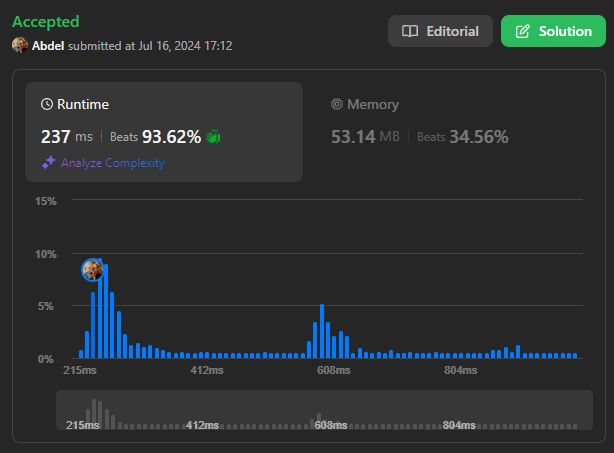 Accepted
Abdel submitted at Jul 16, 2024 17:12
Editorial
Solution
Runtime
237 ms | Beats 93.62%
Analyze Complexity
Memory
53.14 MB | Beats 34.56%
15%
10%
5%
0%
215ms 412ms 608ms 804ms
215ms 412ms 608ms 804ms